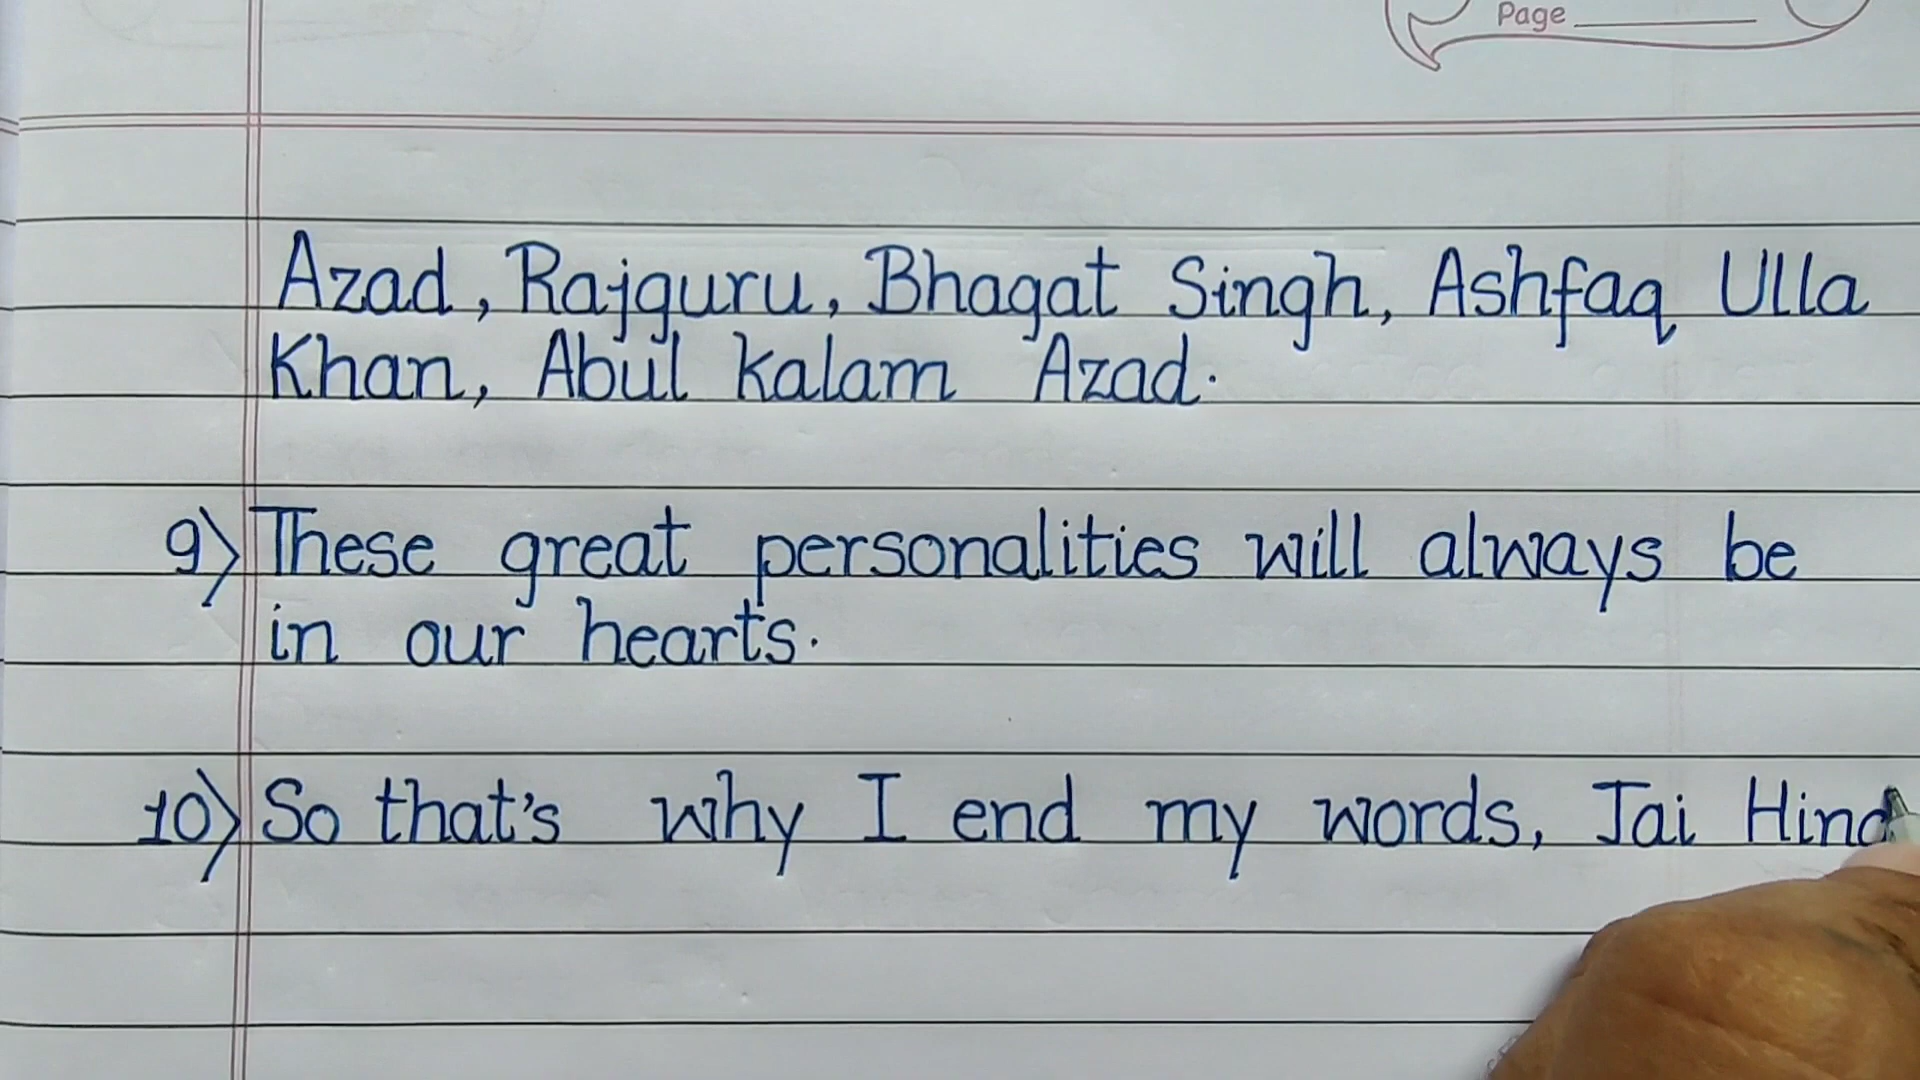 Page
Azad, Rajguru, Bhagat Singh, Ashfaq Ulla
Khan, Abul Kalam Azad.
9) These great personalities will always be
in our hearts.
10) So that's why I end my words, Jai Hind